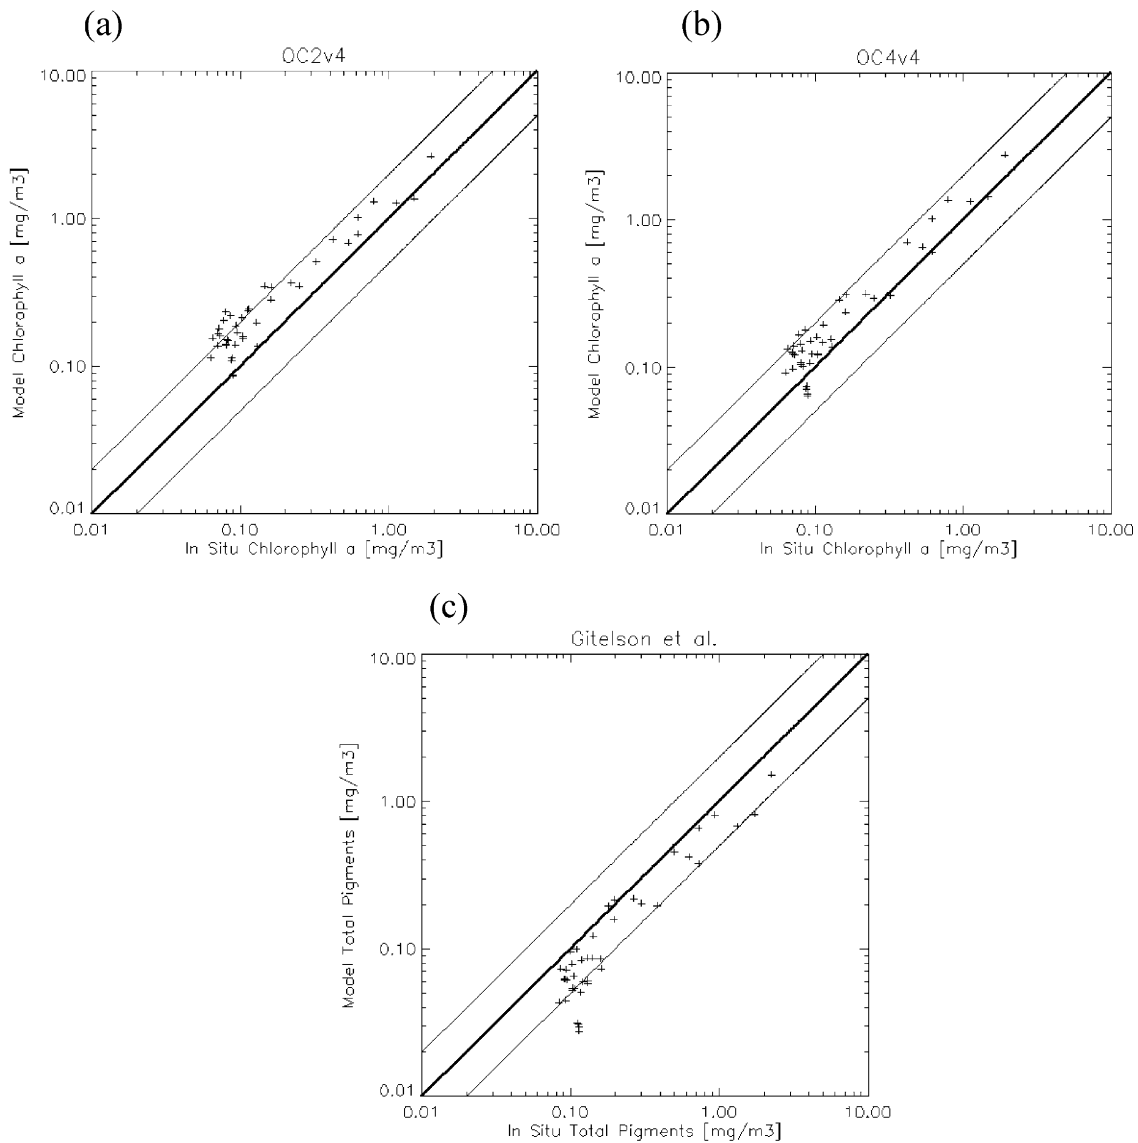 (a)
OC2v4
10.00
1.00
0.10
0.01
Model Chlorophyll a [mg/m3]
0.01 0.10 1.00 10.00
In Situ Chlorophyll a [mg/m3]
(b)
OC4v4
10.00
1.00
0.10
0.01
Model Chlorophyll a [mg/m3]
0.01 0.10 1.00 10.00
In Situ Chlorophyll a [mg/m3]
(c)
Gitelson et al.
10.00
1.00
0.10
0.01
Model Total Pigments [mg/m3]
0.01 0.10 1.00 10.00
In Situ Total Pigments [mg/m3]